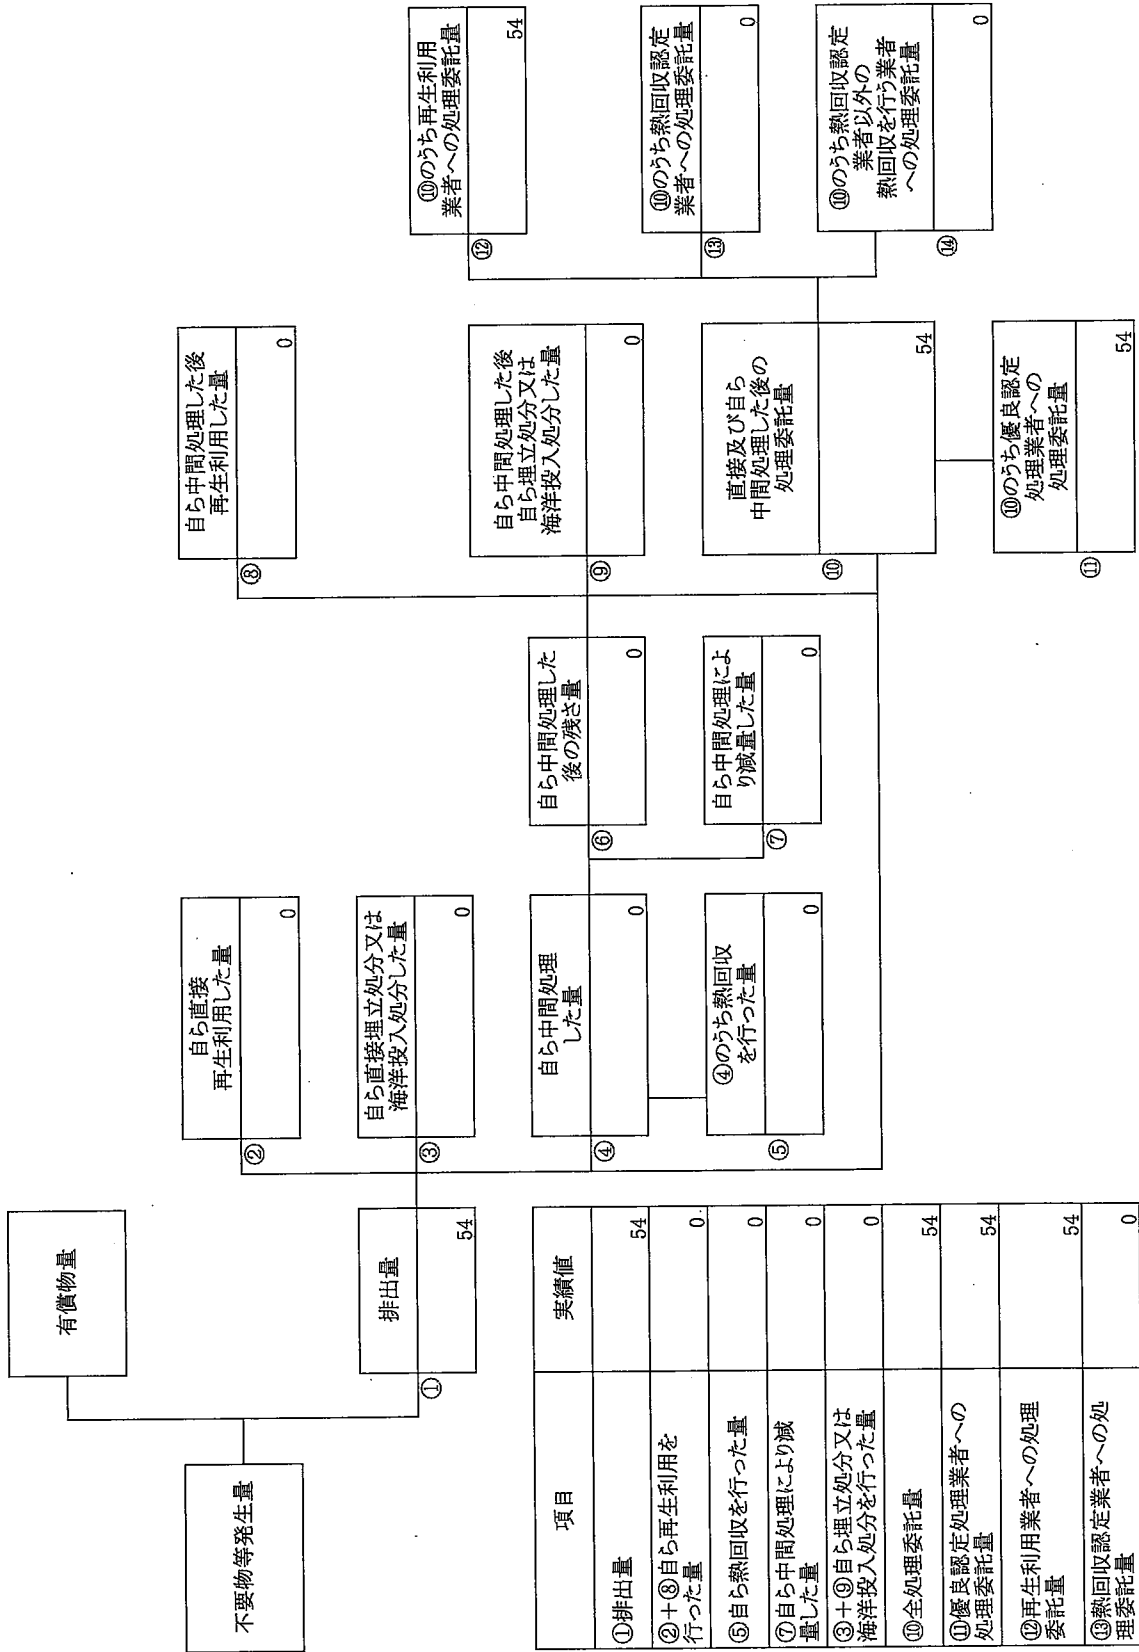 有償物量
不要物等発生量
排出量
①
54
自ら直接
再生利用した量
②
0
自ら直接埋立処分又は
海洋投入処分した量
③
0
自ら中間処理
した量
④
0
④のうち熱回収
を行った量
⑤
0
自ら中間処理した
後の残さ量
⑥
0
自ら中間処理によ
り減量した量
⑦
0
自ら中間処理した後
再生利用した量
⑧
0
自ら中間処理した後
自ら埋立処分又は
海洋投入処分した量
⑨
0
直接及び自ら
中間処理した後の
処理委託量
⑩
54
⑩のうち優良認定
処理業者への
処理委託量
⑪
54
⑩のうち再生利用
業者への処理委託量
⑫
54
⑩のうち熱回収認定
業者への処理委託量
⑬
0
⑩のうち熱回収認定
業者以外の
熱回収を行う業者
への処理委託量
⑭
0
項目 実績値
①排出量 54
②+⑧自ら再生利用を
行った量 0
⑤自ら熱回収を行った量 0
⑦自ら中間処理により減
量した量 0
③+⑨自ら埋立処分又は
海洋投入処分を行った量 0
⑩全処理委託量 54
⑪優良認定処理業者への
処理委託量 54
⑫再生利用業者への処理
委託量 54
⑬熱回収認定業者への処
理委託量 0